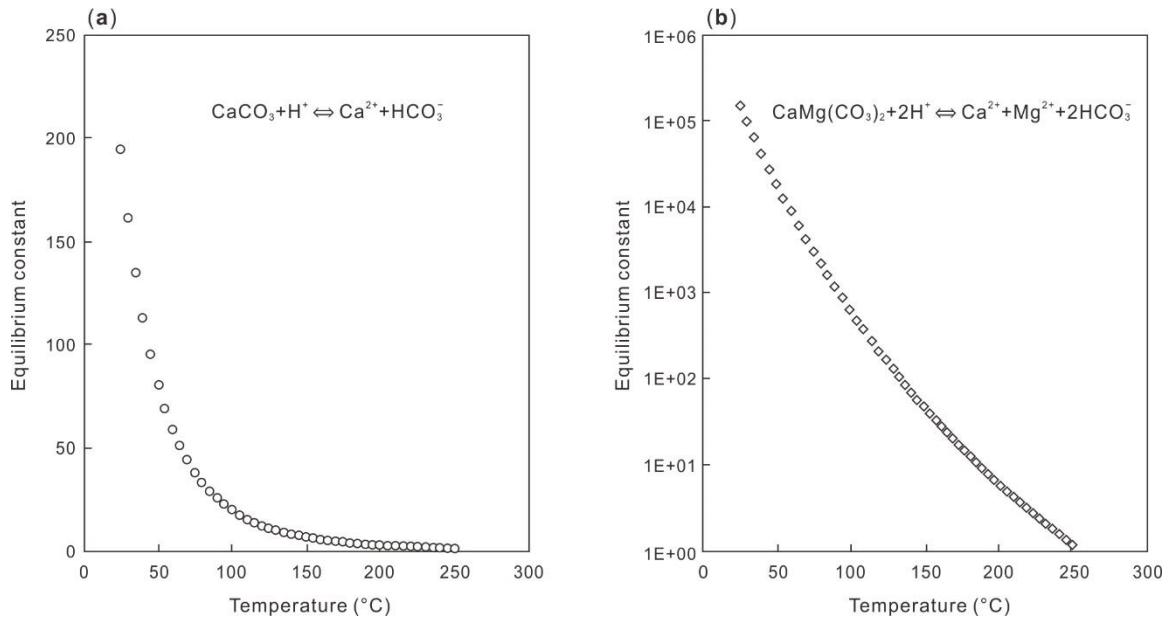 (a)
250
200
150
100
50
0
Equilibrium constant
CaCO₃+H⁺ ⇔ Ca²⁺+HCO₃⁻
0 50 100 150 200 250 300
Temperature (°C)
(b)
1E+06
1E+05
1E+04
1E+03
1E+02
1E+01
1E+00
Equilibrium constant
CaMg(CO₃)₂+2H⁺ ⇔ Ca²⁺+Mg²⁺+2HCO₃⁻
0 50 100 150 200 250 300
Temperature (°C)